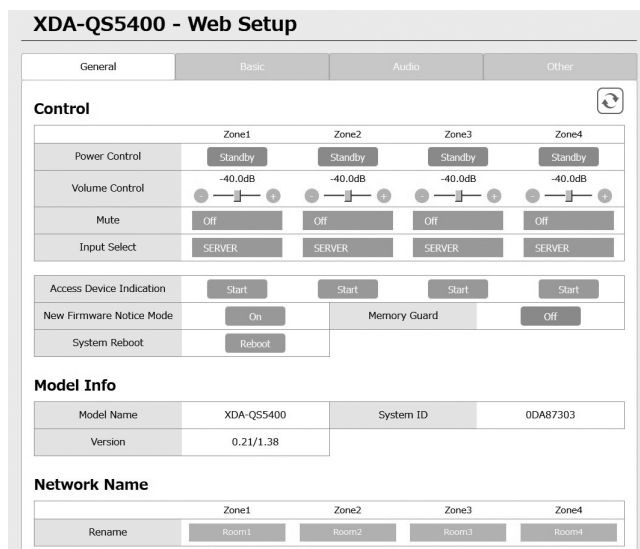 XDA-QS5400 - Web Setup
General Basic Audio Other
Control
Zone1 Zone2 Zone3 Zone4
Power Control Standby Standby Standby Standby
Volume Control -40.0dB -40.0dB -40.0dB -40.0dB
- + - + - + - +
Mute Off Off Off Off
Input Select SERVER SERVER SERVER SERVER
Access Device Indication Start Start Start Start
New Firmware Notice Mode On Memory Guard Off
System Reboot Reboot
Model Info
Model Name XDA-QS5400 System ID 0DA87303
Version 0.21/1.38
Network Name
Zone1 Zone2 Zone3 Zone4
Rename Room1 Room2 Room3 Room4